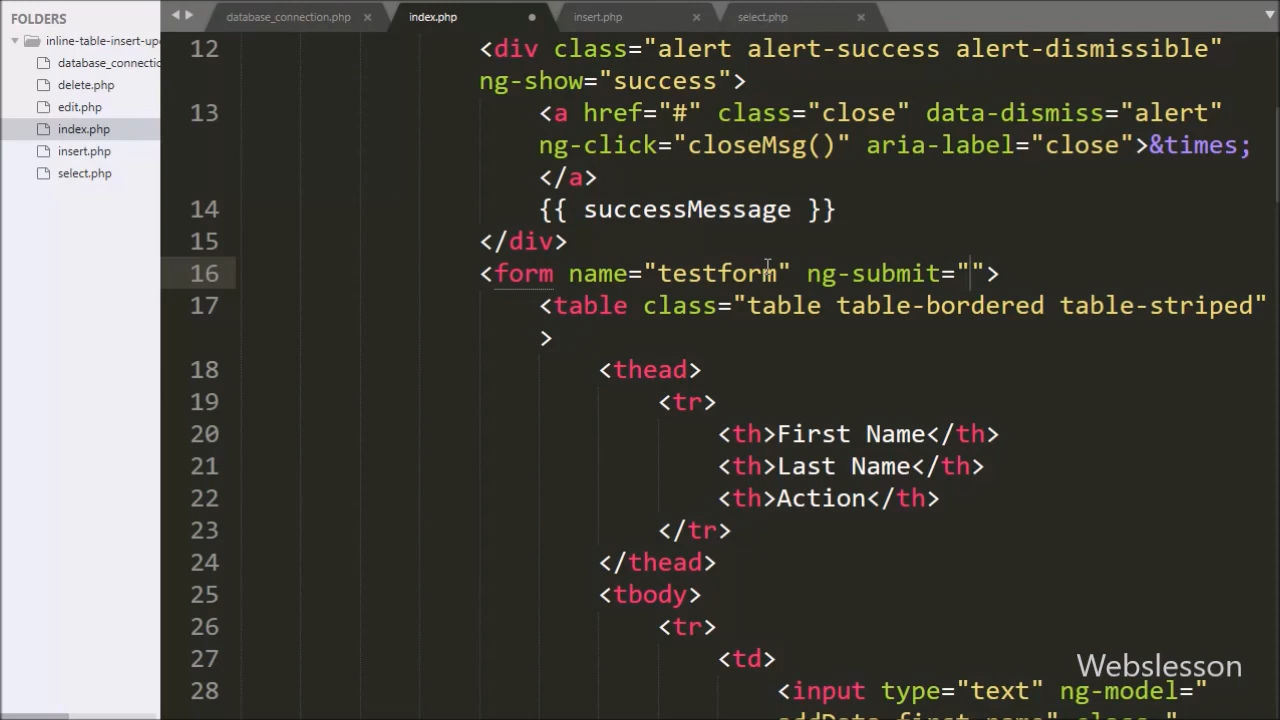 FOLDERS
inline-table-insert-upd
database_connectio
delete.php
edit.php
index.php
insert.php
select.php
database_connection.php
index.php
insert.php
select.php
12 <div class="alert alert-success alert-dismissible"
ng-show="success">
13 <a href="#" class="close" data-dismiss="alert"
ng-click="closeMsg()" aria-label="close">&times;
</a>
14 {{ successMessage }}
15 </div>
16 <form name="testform" ng-submit="">
17 <table class="table table-bordered table-striped"
>
18 <thead>
19 <tr>
20 <th>First Name</th>
21 <th>Last Name</th>
22 <th>Action</th>
23 </tr>
24 </thead>
25 <tbody>
26 <tr>
27 <td>
28 <input type="text" ng-model="
addData.first_name" class="
Webslesson